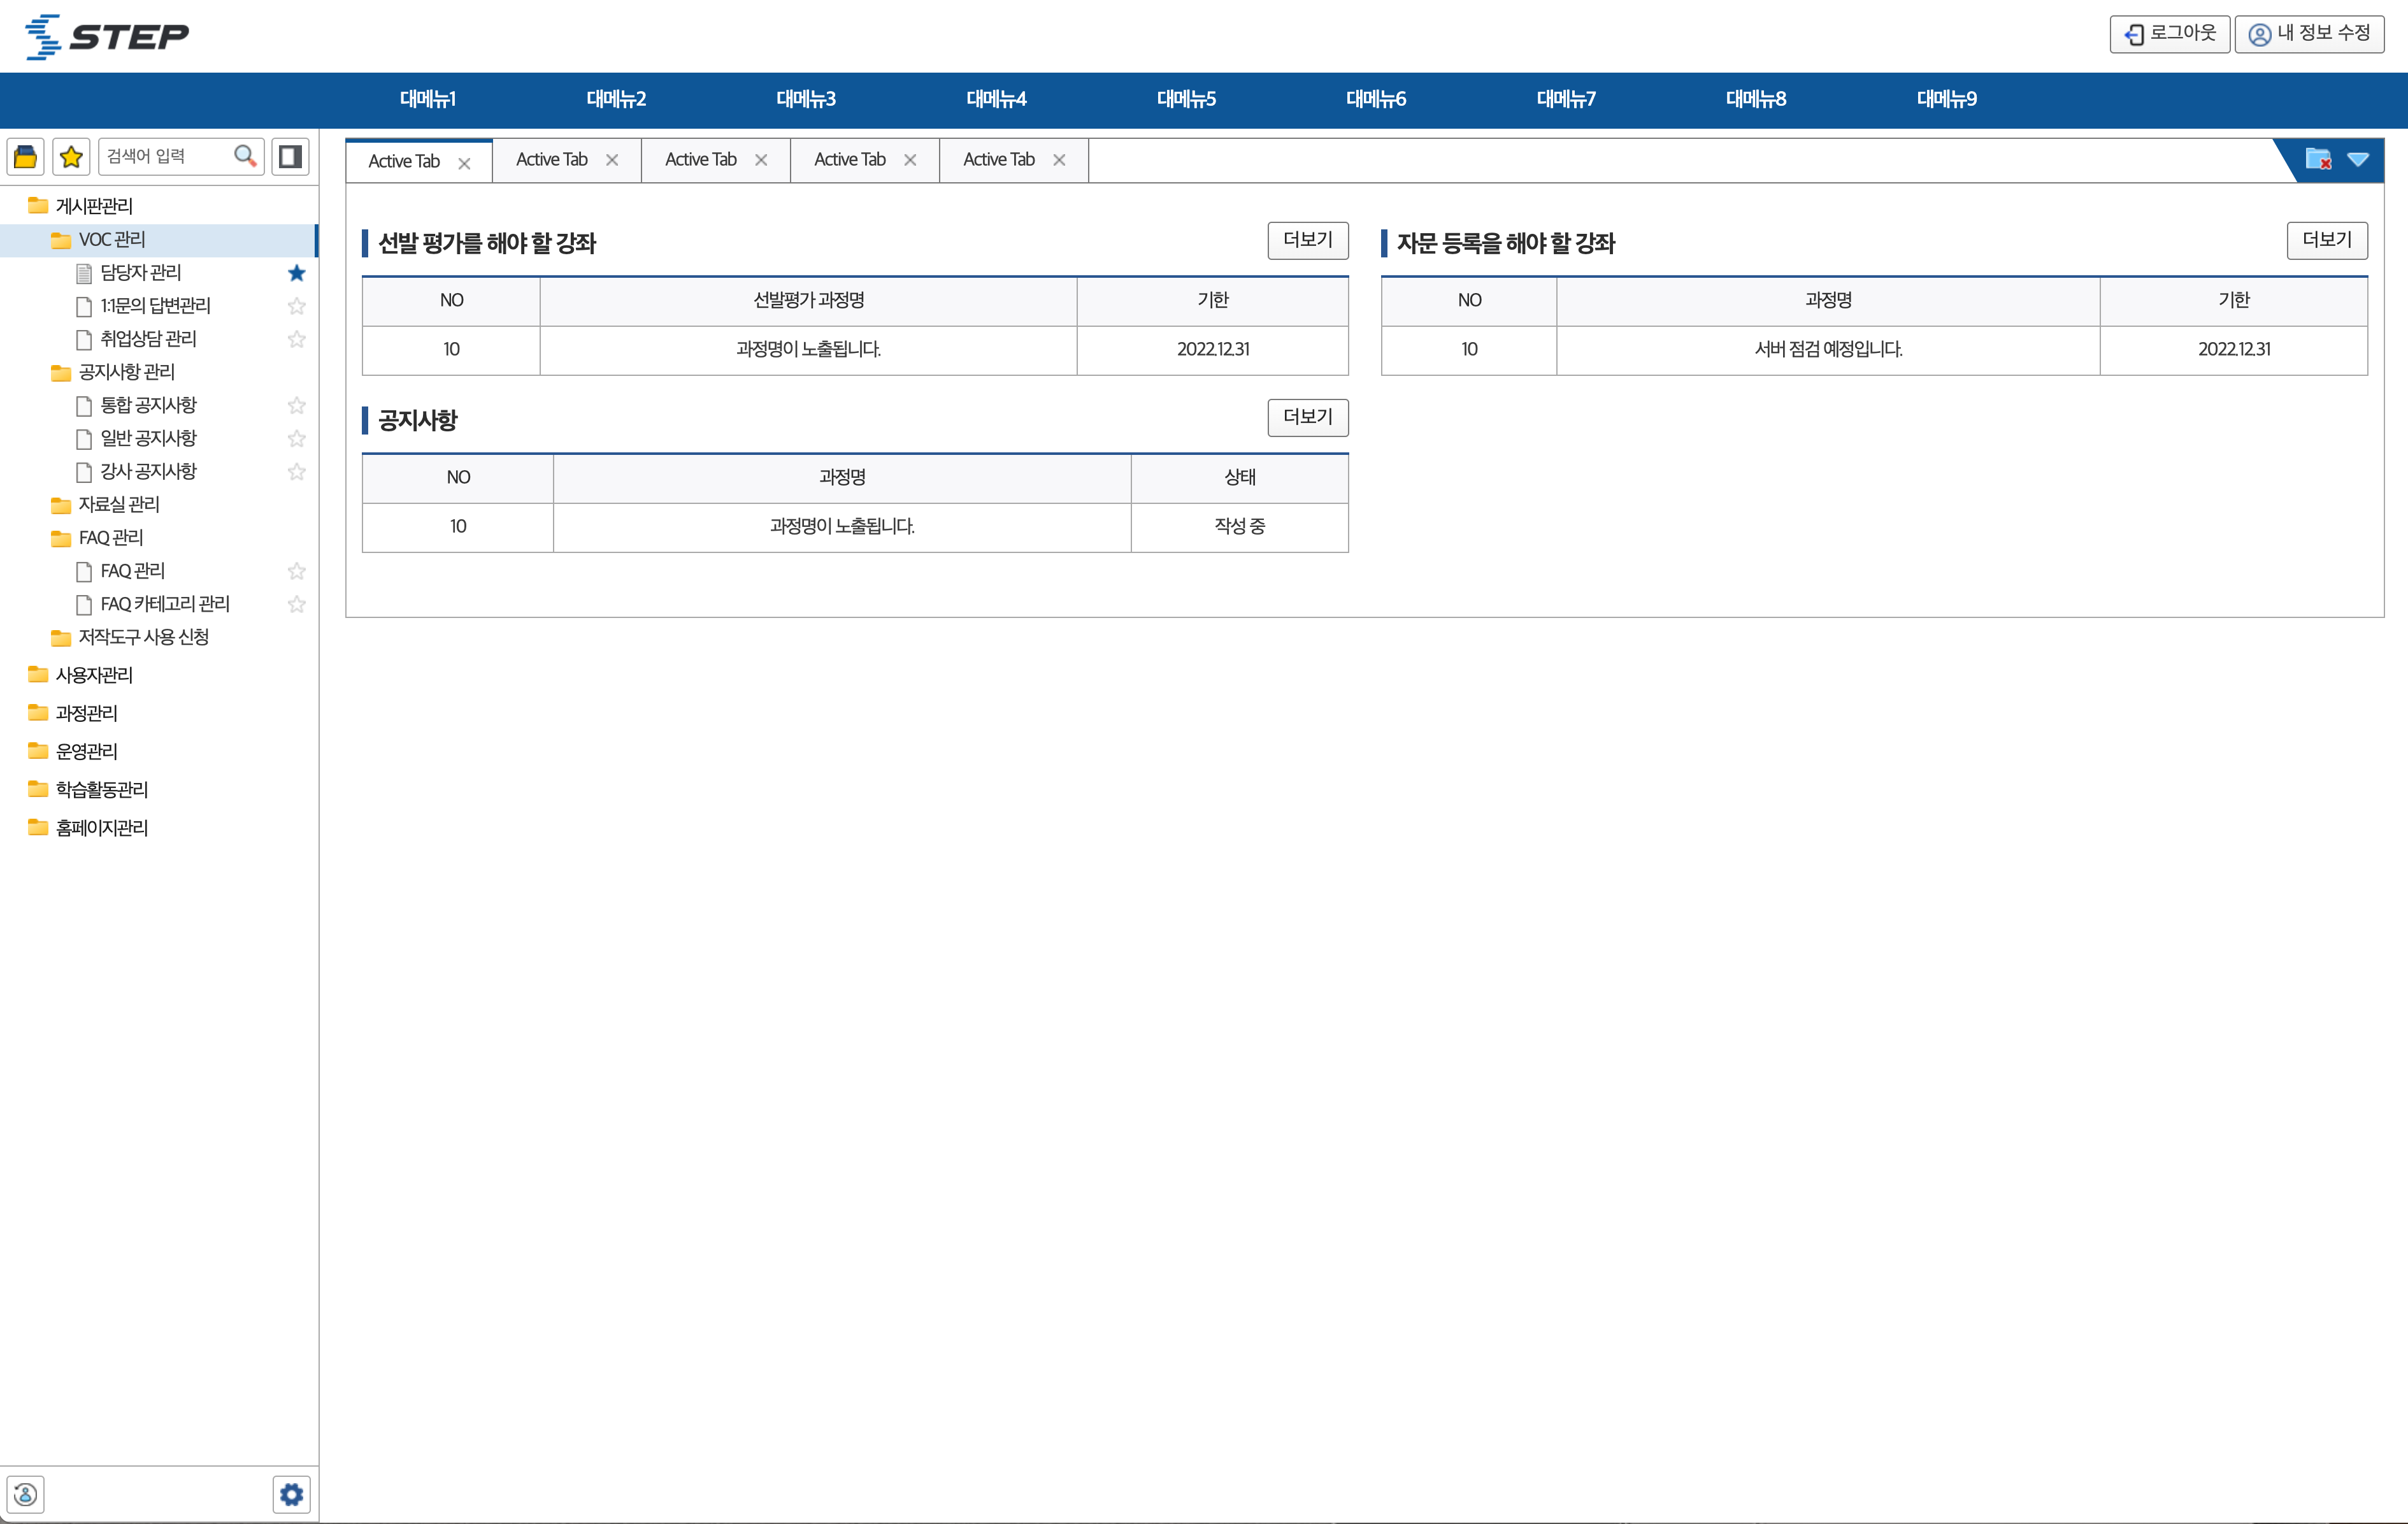 STEP
로그아웃 내 정보 수정
대메뉴1 대메뉴2 대메뉴3 대메뉴4 대메뉴5 대메뉴6 대메뉴7 대메뉴8 대메뉴9
검색어 입력
게시판관리
VOC 관리
담당자 관리
1:1문의 답변관리
취업상담 관리
공지사항 관리
통합 공지사항
일반 공지사항
강사 공지사항
자료실 관리
FAQ 관리
FAQ 관리
FAQ 카테고리 관리
저작도구 사용 신청
사용자관리
과정관리
운영관리
학습활동관리
홈페이지관리
Active Tab Active Tab Active Tab Active Tab Active Tab
선발 평가를 해야 할 강좌 더보기
NO 선발평가 과정명 기한
10 과정명이 노출됩니다. 2022.12.31
자문 등록을 해야 할 강좌 더보기
NO 과정명 기한
10 서버 점검 예정입니다. 2022.12.31
공지사항 더보기
NO 과정명 상태
10 과정명이 노출됩니다. 작성 중